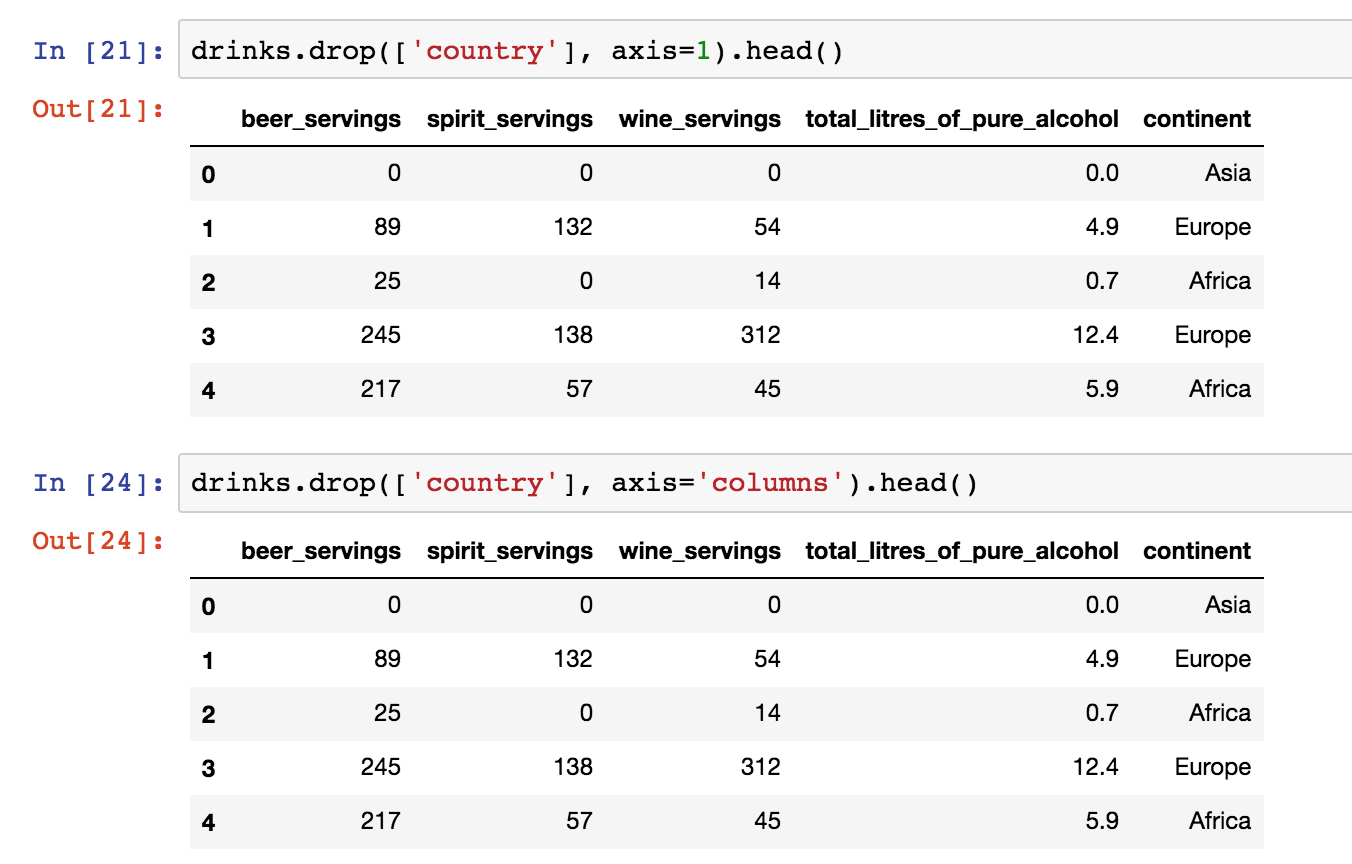 In [21]: drinks.drop(['country'], axis=1).head()
Out[21]:
beer_servings spirit_servings wine_servings total_litres_of_pure_alcohol continent
0 0 0 0 0.0 Asia
1 89 132 54 4.9 Europe
2 25 0 14 0.7 Africa
3 245 138 312 12.4 Europe
4 217 57 45 5.9 Africa
In [24]: drinks.drop(['country'], axis='columns').head()
Out[24]:
beer_servings spirit_servings wine_servings total_litres_of_pure_alcohol continent
0 0 0 0 0.0 Asia
1 89 132 54 4.9 Europe
2 25 0 14 0.7 Africa
3 245 138 312 12.4 Europe
4 217 57 45 5.9 Africa